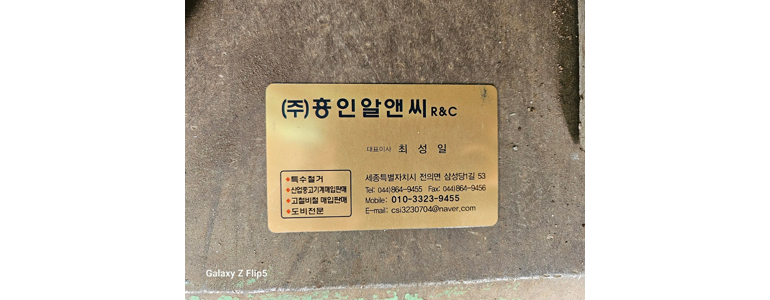 (주)흥인알앤씨 R&C
대표이사 최 성 일
특수철거
산업중고기계매입판매
고철비철 매입판매
도비전문
세종특별자치시 전의면 삼성당1길 53
Tel: 044)864-9455 Fax: 044)864-9456
Mobile: 010-3323-9455
E-mail: csi3230704@naver.com
Galaxy Z Flip5